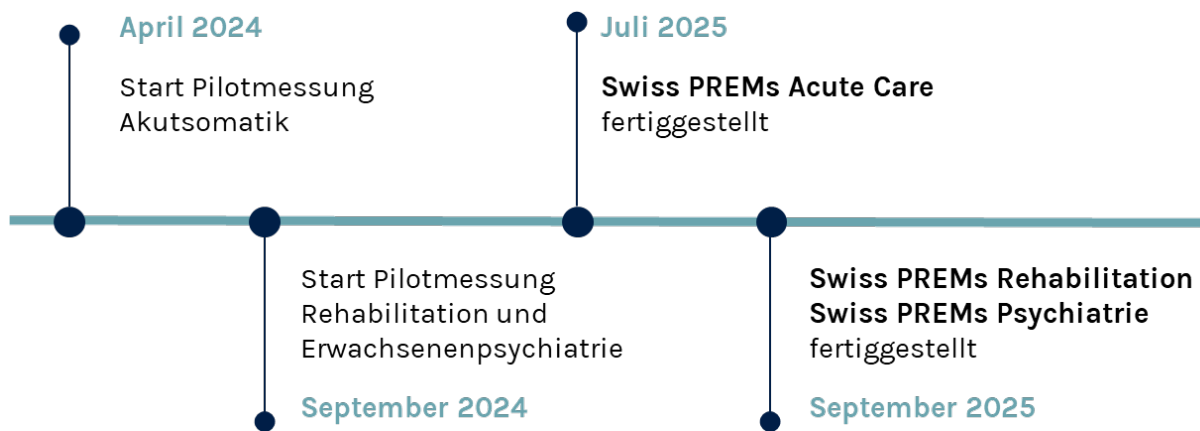 April 2024
Start Pilotmessung
Akutsomatik
Juli 2025
Swiss PREMs Acute Care
fertiggestellt
Start Pilotmessung
Rehabilitation und
Erwachsenenpsychiatrie
September 2024
Swiss PREMs Rehabilitation
Swiss PREMs Psychiatrie
fertiggestellt
September 2025